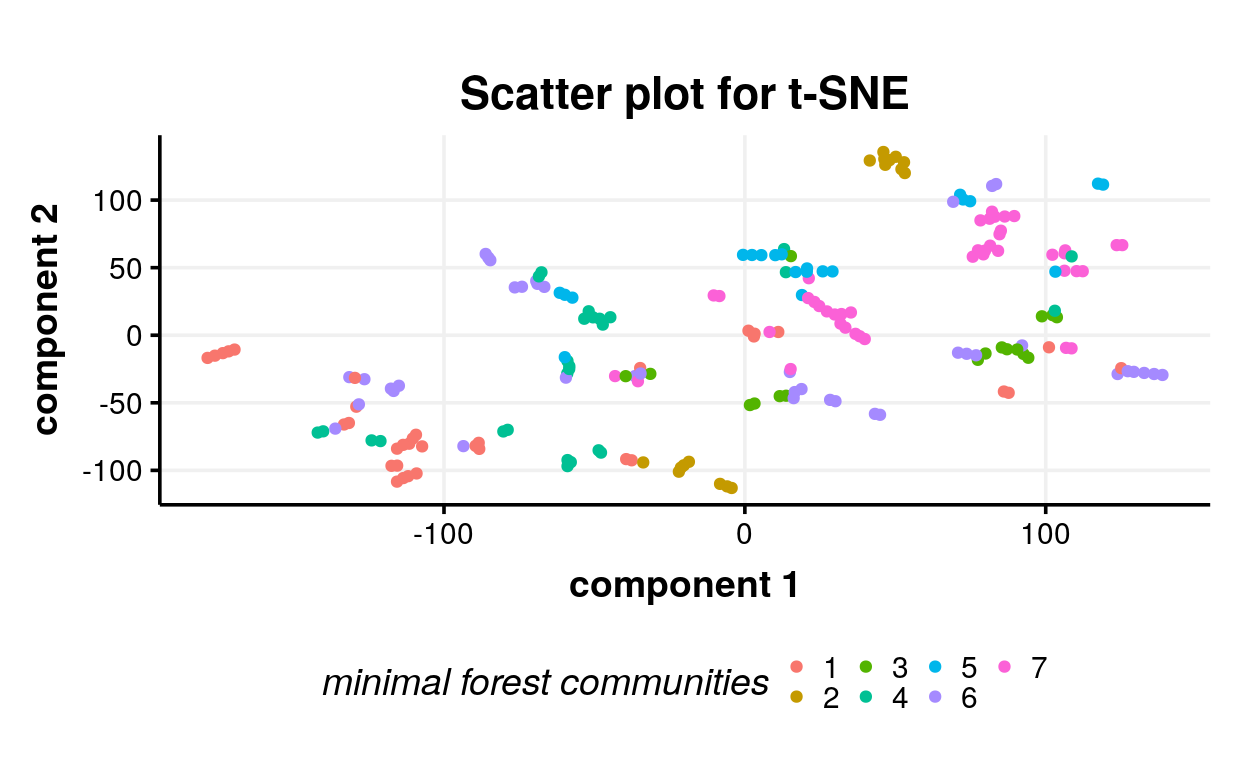 Scatter plot for t-SNE
component 2
100
50
0
-50
-100
-100 0 100
component 1
minimal forest communities
1 3 5 7
2 4 6